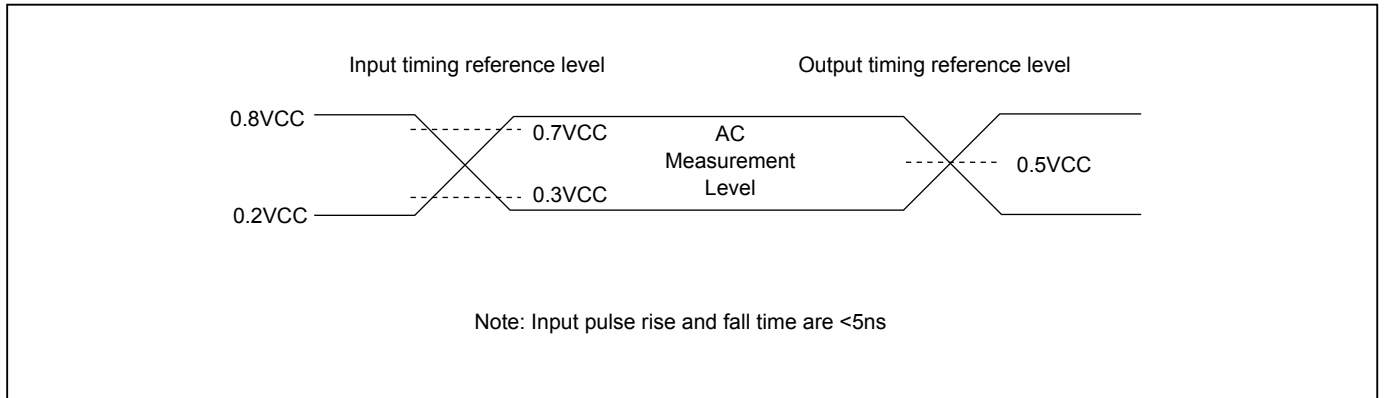 Input timing reference level
Output timing reference level
0.8VCC
0.7VCC
AC
Measurement
Level
0.5VCC
0.3VCC
0.2VCC
Note: Input pulse rise and fall time are <5ns